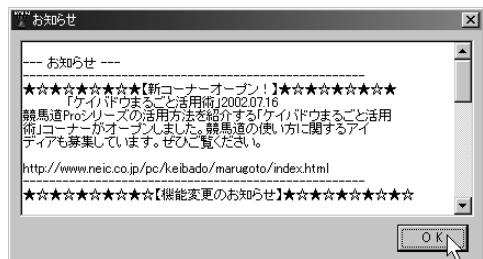 お知らせ
--- お知らせ ---
--------------------------------------------------
★☆★☆★☆★☆★【新コーナーオープン！】★☆★☆★☆★☆★
「ケイバドウまるごと活用術」2002.07.16
競馬道Proシリーズの活用方法を紹介する「ケイバドウまるごと活用
術」コーナーがオープンしました。競馬道の使い方に関するアイ
ディアも募集しています。ぜひご覧ください。
http://www.neic.co.jp/pc/keibado/marugoto/index.html
--------------------------------------------------
★☆★☆★☆★☆★☆【機能変更のお知らせ】★☆★☆★☆★☆★☆
OK